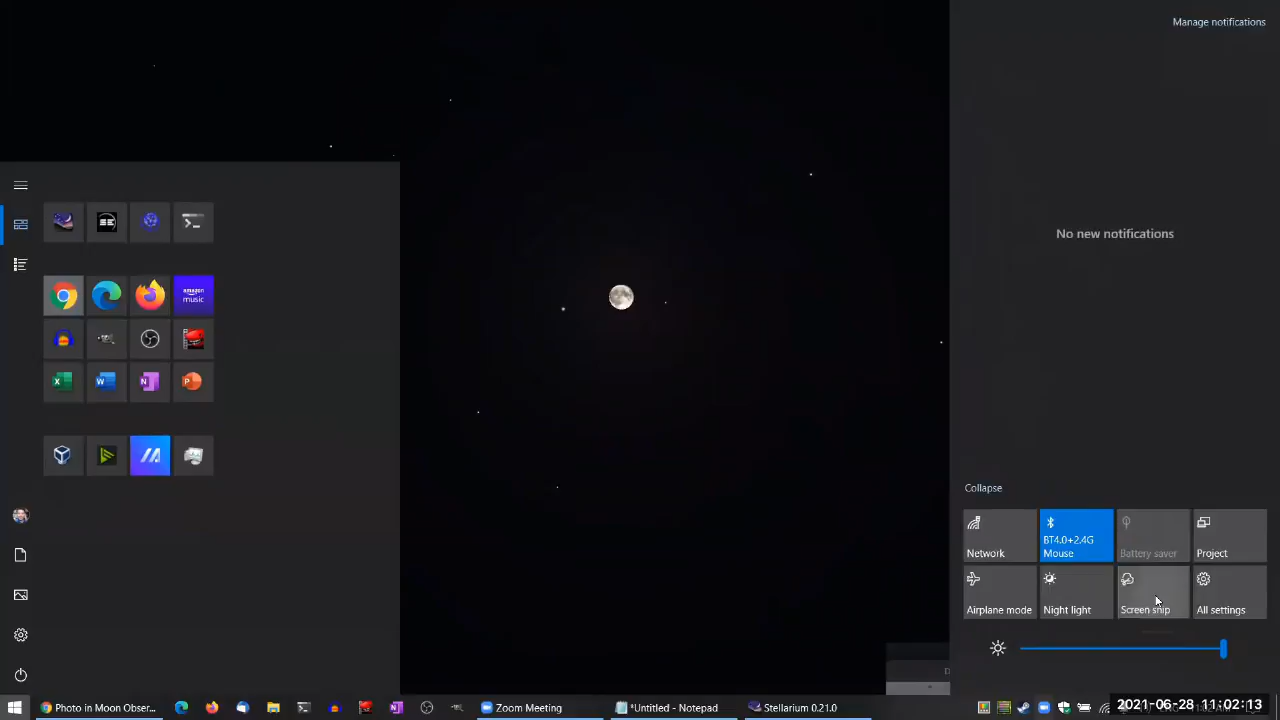 Manage notifications
No new notifications
amazon
music
Collapse
Network
BT4.0+2.4G
Mouse
Battery saver
Project
Airplane mode
Night light
Screen snip
All settings
Photo in Moon Obser...
Zoom Meeting
*Untitled - Notepad
Stellarium 0.21.0
2021-06-28 11:02:13